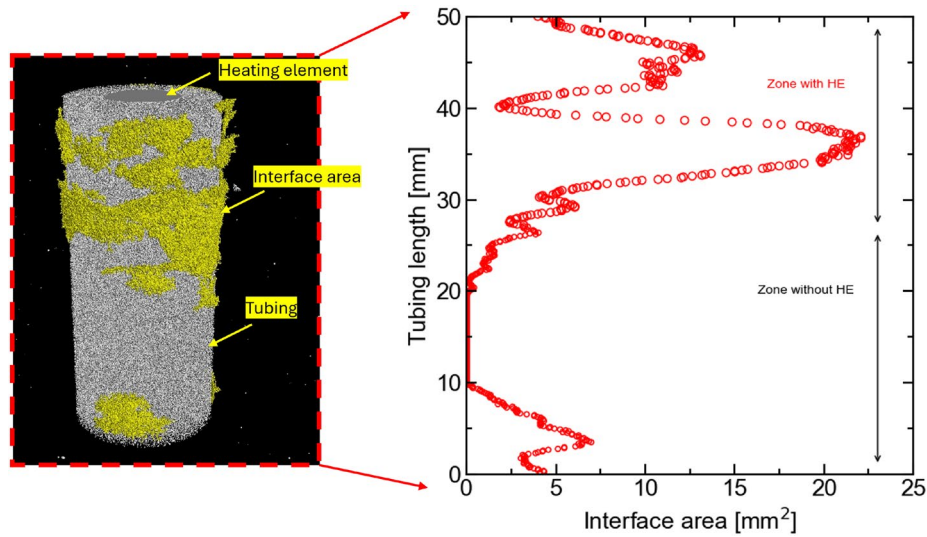 Heating element
Interface area
Tubing
Tubing length [mm]
50
40
30
20
10
0
Zone with HE
Zone without HE
0
5
10
15
20
25
Interface area [mm²]